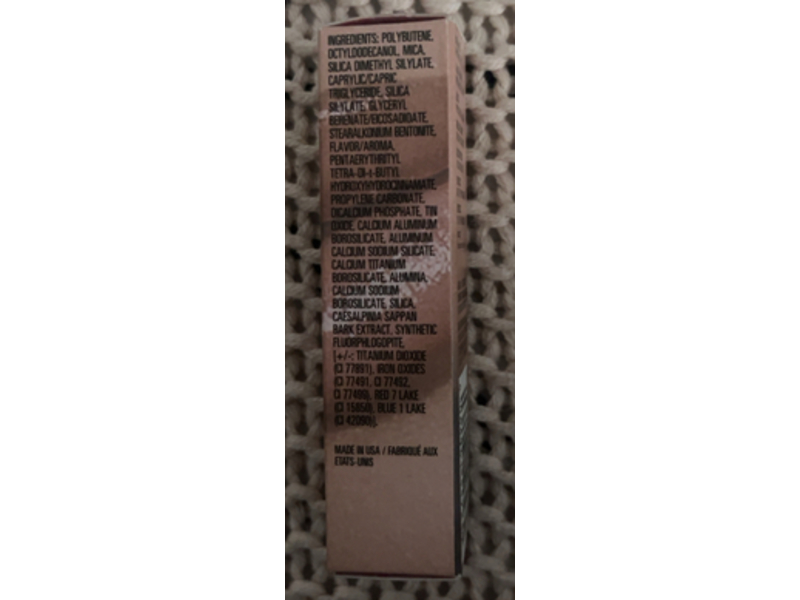 INGREDIENTS: POLYBUTENE,
OCTYLDODECANOL, MICA,
SILICA DIMETHYL SILYLATE,
CAPRYLIC/CAPRIC
TRIGLYCERIDE, SILICA
SILYLATE, GLYCERYL
BEHENATE/EICOSADIOATE,
STEARALKONIUM BENTONITE,
FLAVOR/AROMA,
PENTAERYTHRITYL
TETRA-DI-t-BUTYL
HYDROXYHYDROCINNAMATE,
PROPYLENE CARBONATE,
DICALCIUM PHOSPHATE, TIN
OXIDE, CALCIUM ALUMINUM
BOROSILICATE, ALUMINUM
CALCIUM SODIUM SILICATE,
CALCIUM TITANIUM
BOROSILICATE, ALUMINA,
CALCIUM SODIUM
BOROSILICATE, SILICA,
CAESALPINIA SAPPAN
BARK EXTRACT, SYNTHETIC
FLUORPHLOGOPITE,
[+/-: TITANIUM DIOXIDE
(CI 77891), IRON OXIDES
(CI 77491, CI 77492,
CI 77499), RED 7 LAKE
(CI 15850), BLUE 1 LAKE
(CI 42090)].
MADE IN USA / FABRIQUÉ AUX
ETATS-UNIS